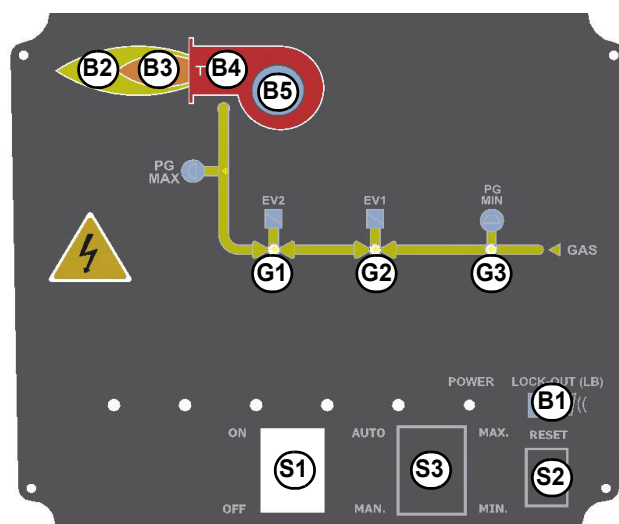 B2 B3 T B4
B5
PG
MAX
EV2
EV1
PG
MIN
GAS
G1 G2 G3
POWER LOCK-OUT (LB)
B1
ON AUTO MAX. RESET
S1 S3 S2
OFF MAN. MIN.